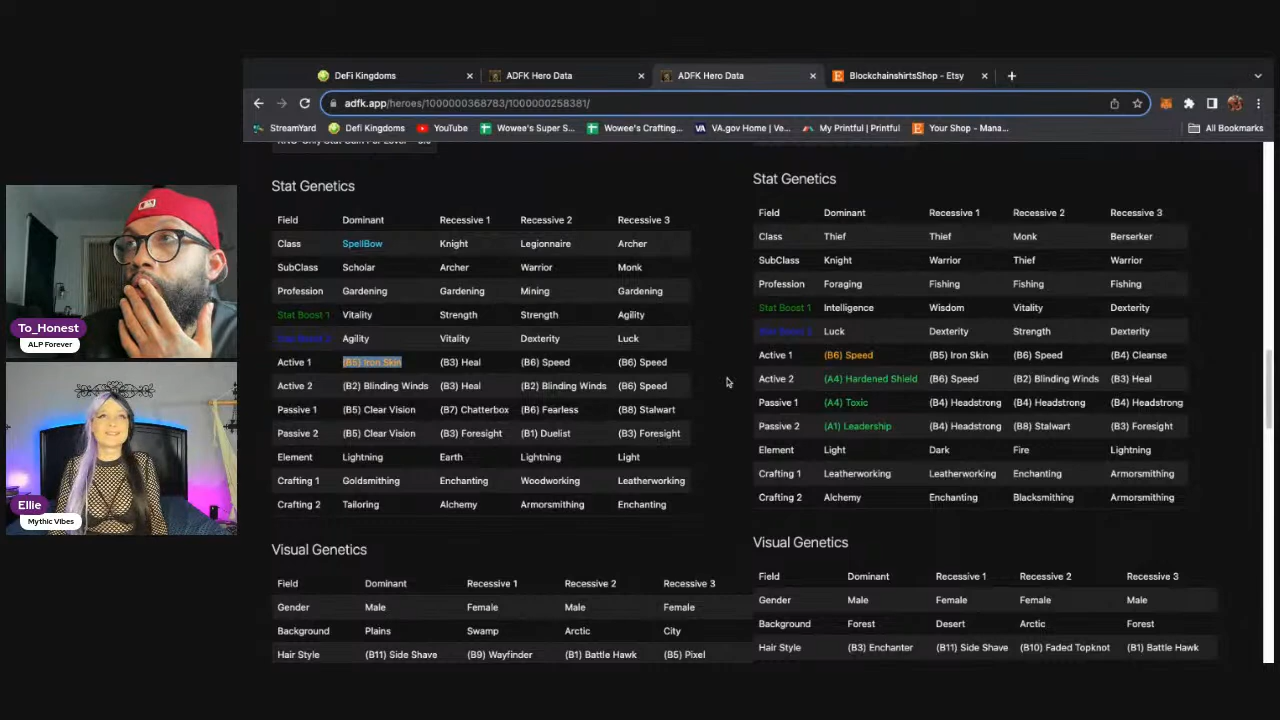 DeFi Kingdoms
ADFK Hero Data
ADFK Hero Data
BlockchainshirtsShop - Etsy
adfk.app/heroes/1000000368783/1000000258381/
StreamYard
Defi Kingdoms
YouTube
Wowee's Super S...
Wowee's Crafting...
VA.gov Home | Ve...
My Printful | Printful
Your Shop - Mana...
All Bookmarks
Stat Genetics
Field Dominant Recessive 1 Recessive 2 Recessive 3
Class SpellBow Knight Legionnaire Archer
SubClass Scholar Archer Warrior Monk
Profession Gardening Gardening Mining Gardening
Stat Boost 1 Vitality Strength Strength Agility
Stat Boost 2 Agility Vitality Dexterity Luck
Active 1 (B5) Iron Skin (B3) Heal (B6) Speed (B6) Speed
Active 2 (B2) Blinding Winds (B3) Heal (B2) Blinding Winds (B6) Speed
Passive 1 (B5) Clear Vision (B7) Chatterbox (B6) Fearless (B8) Stalwart
Passive 2 (B5) Clear Vision (B3) Foresight (B1) Duelist (B3) Foresight
Element Lightning Earth Lightning Light
Crafting 1 Goldsmithing Enchanting Woodworking Leatherworking
Crafting 2 Tailoring Alchemy Armorsmithing Enchanting
Visual Genetics
Field Dominant Recessive 1 Recessive 2 Recessive 3
Gender Male Female Male Female
Background Plains Swamp Arctic City
Hair Style (B11) Side Shave (B9) Wayfinder (B1) Battle Hawk (B5) Pixel
Stat Genetics
Field Dominant Recessive 1 Recessive 2 Recessive 3
Class Thief Thief Monk Berserker
SubClass Knight Warrior Thief Warrior
Profession Foraging Fishing Fishing Fishing
Stat Boost 1 Intelligence Wisdom Vitality Dexterity
Stat Boost 2 Luck Dexterity Strength Dexterity
Active 1 (B6) Speed (B5) Iron Skin (B6) Speed (B4) Cleanse
Active 2 (A4) Hardened Shield (B6) Speed (B2) Blinding Winds (B3) Heal
Passive 1 (A4) Toxic (B4) Headstrong (B4) Headstrong (B4) Headstrong
Passive 2 (A1) Leadership (B4) Headstrong (B8) Stalwart (B3) Foresight
Element Light Dark Fire Lightning
Crafting 1 Leatherworking Leatherworking Enchanting Armorsmithing
Crafting 2 Alchemy Enchanting Blacksmithing Armorsmithing
Visual Genetics
Field Dominant Recessive 1 Recessive 2 Recessive 3
Gender Male Female Female Male
Background Forest Desert Arctic Forest
Hair Style (B3) Enchanter (B11) Side Shave (B10) Faded Topknot (B1) Battle Hawk
To_Honest
ALP Forever
Ellie
Mythic Vibes